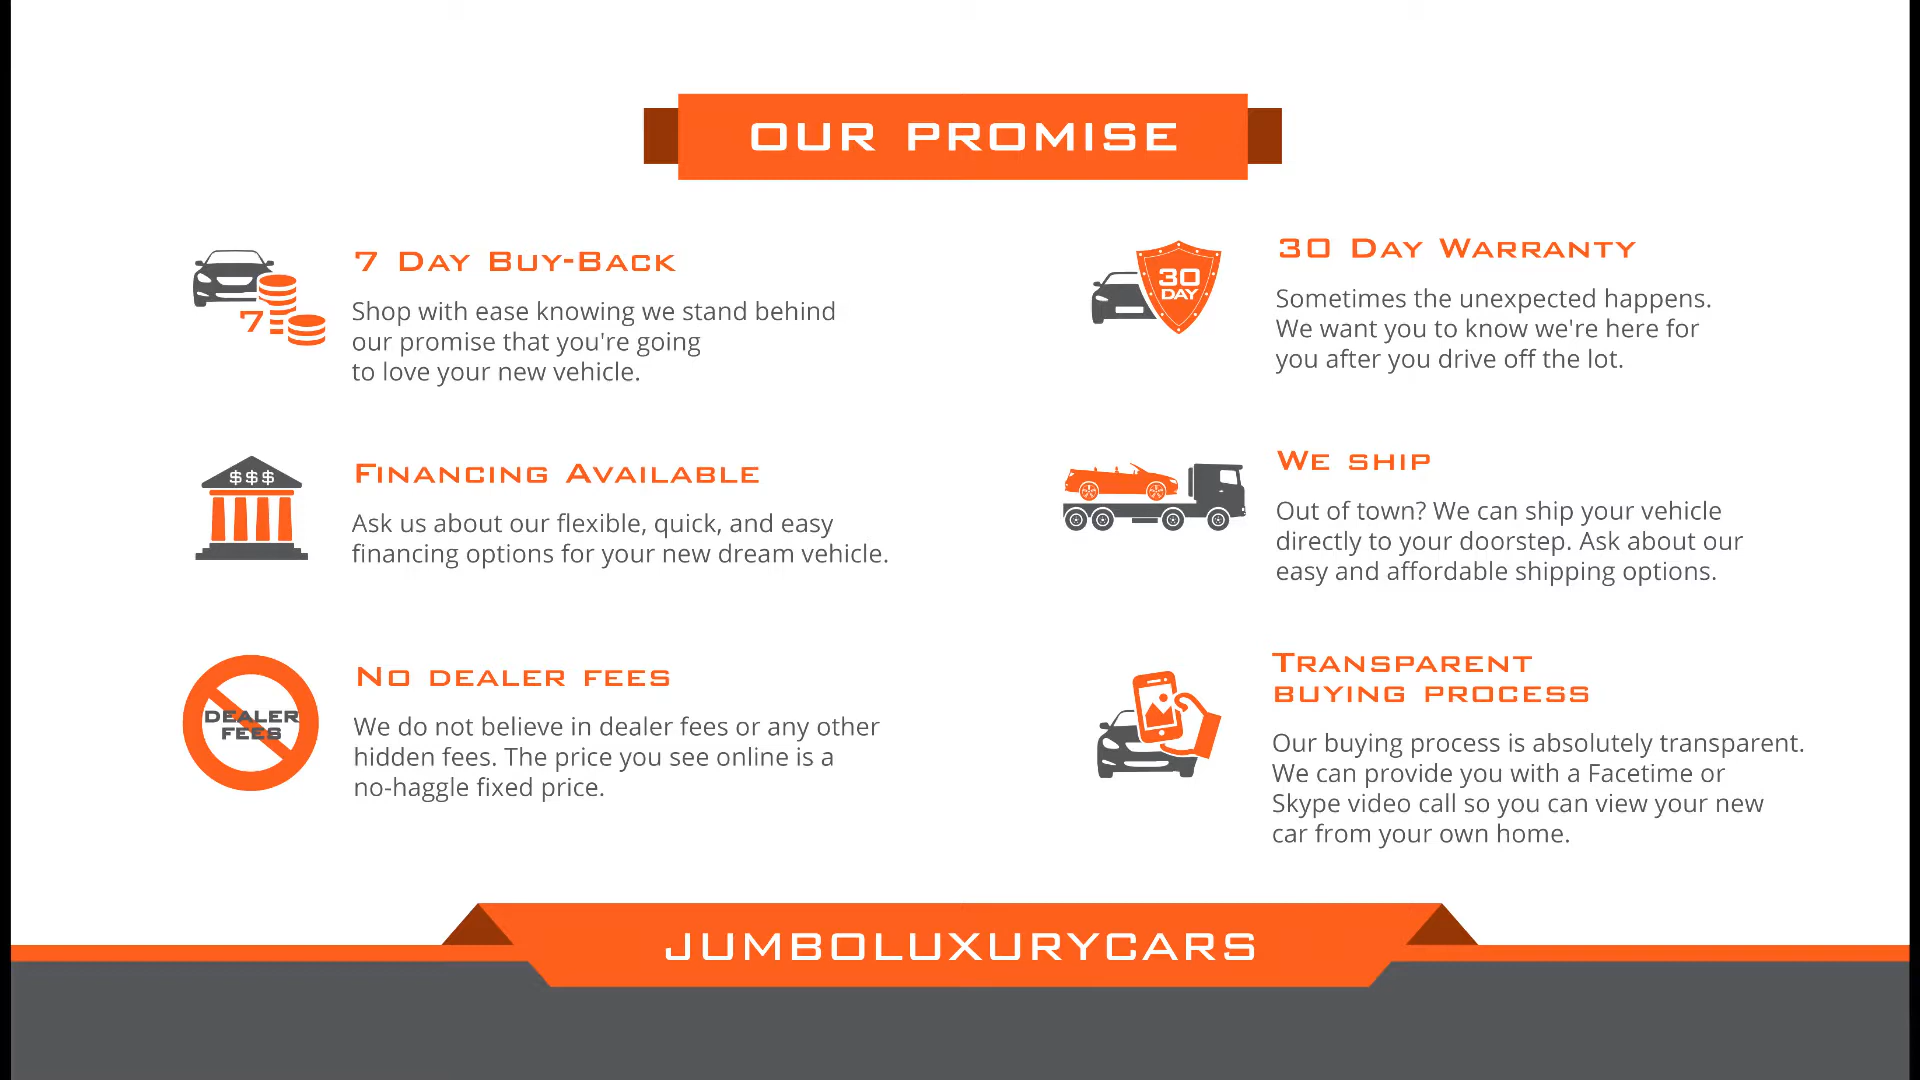 OUR PROMISE
7 DAY BUY-BACK
Shop with ease knowing we stand behind
our promise that you're going
to love your new vehicle.
7
30 DAY WARRANTY
Sometimes the unexpected happens.
We want you to know we're here for
you after you drive off the lot.
30
DAY
FINANCING AVAILABLE
Ask us about our flexible, quick, and easy
financing options for your new dream vehicle.
$$$
WE SHIP
Out of town? We can ship your vehicle
directly to your doorstep. Ask about our
easy and affordable shipping options.
NO DEALER FEES
We do not believe in dealer fees or any other
hidden fees. The price you see online is a
no-haggle fixed price.
DEALER
FEES
TRANSPARENT
BUYING PROCESS
Our buying process is absolutely transparent.
We can provide you with a Facetime or
Skype video call so you can view your new
car from your own home.
JUMBOLUXURYCARS